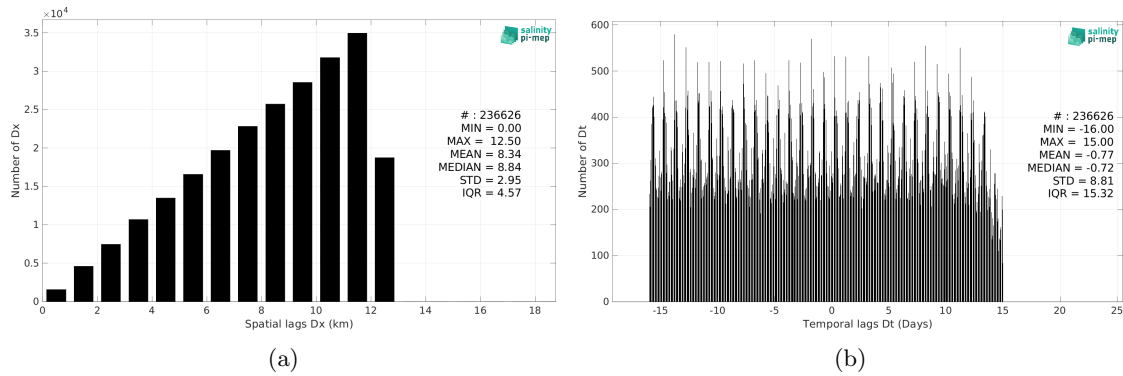 ×10⁴
3.5
3
2.5
2
1.5
1
0.5
0
Number of Dx
0 2 4 6 8 10 12 14 16 18
Spatial lags Dx (km)
salinity
pi-mep
# : 236626
MIN = 0.00
MAX = 12.50
MEAN = 8.34
MEDIAN = 8.84
STD = 2.95
IQR = 4.57
(a)
600
500
400
300
200
100
0
Number of Dt
-15 -10 -5 0 5 10 15 20 25
Temporal lags Dt (Days)
salinity
pi-mep
# : 236626
MIN = -16.00
MAX = 15.00
MEAN = -0.77
MEDIAN = -0.72
STD = 8.81
IQR = 15.32
(b)